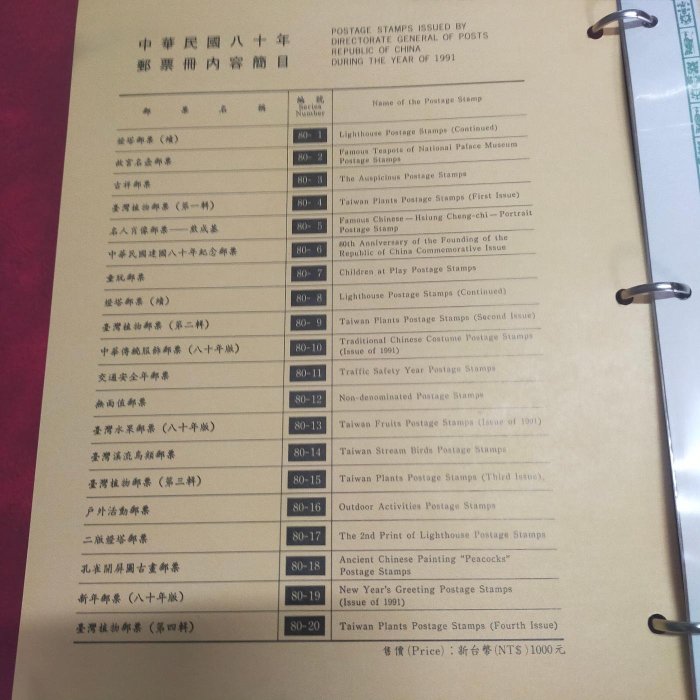 中華民國八十年
郵票冊內容簡目
POSTAGE STAMPS ISSUED BY
DIRECTORATE GENERAL OF POSTS
REPUBLIC OF CHINA
DURING THE YEAR OF 1991
郵票名稱 編號 Series Number Name of the Postage Stamp
燈塔郵票(續) 80-1 Lighthouse Postage Stamps (Continued)
故宮名壺郵票 80-2 Famous Teapots of National Palace Museum
Postage Stamps
吉祥郵票 80-3 The Auspicious Postage Stamps
臺灣植物郵票(第一輯) 80-4 Taiwan Plants Postage Stamps (First Issue)
名人肖像郵票——熊成基 80-5 Famous Chinese—Hsiung Cheng-chi—Portrait
Postage Stamp
中華民國建國八十年紀念郵票 80-6 80th Anniversary of the Founding of the
Republic of China Commemorative Issue
童玩郵票 80-7 Children at Play Postage Stamps
燈塔郵票(續) 80-8 Lighthouse Postage Stamps (Continued)
臺灣植物郵票(第二輯) 80-9 Taiwan Plants Postage Stamps (Second Issue)
中華傳統服飾郵票(八十年版) 80-10 Traditional Chinese Costume Postage Stamps
(Issue of 1991)
交通安全年郵票 80-11 Traffic Safety Year Postage Stamps
無面值郵票 80-12 Non-denominated Postage Stamps
臺灣水果郵票(八十年版) 80-13 Taiwan Fruits Postage Stamps (Issue of 1991)
臺灣溪流鳥類郵票 80-14 Taiwan Stream Birds Postage Stamps
臺灣植物郵票(第三輯) 80-15 Taiwan Plants Postage Stamps (Third Issue),
戶外活動郵票 80-16 Outdoor Activities Postage Stamps
二版燈塔郵票 80-17 The 2nd Print of Lighthouse Postage Stamps
孔雀開屏圖古畫郵票 80-18 Ancient Chinese Painting "Peacocks"
Postage Stamps
新年郵票(八十年版) 80-19 New Year's Greeting Postage Stamps
(Issue of 1991)
臺灣植物郵票(第四輯) 80-20 Taiwan Plants Postage Stamps (Fourth Issue)
售價(Price):新台幣(NT$)1000元